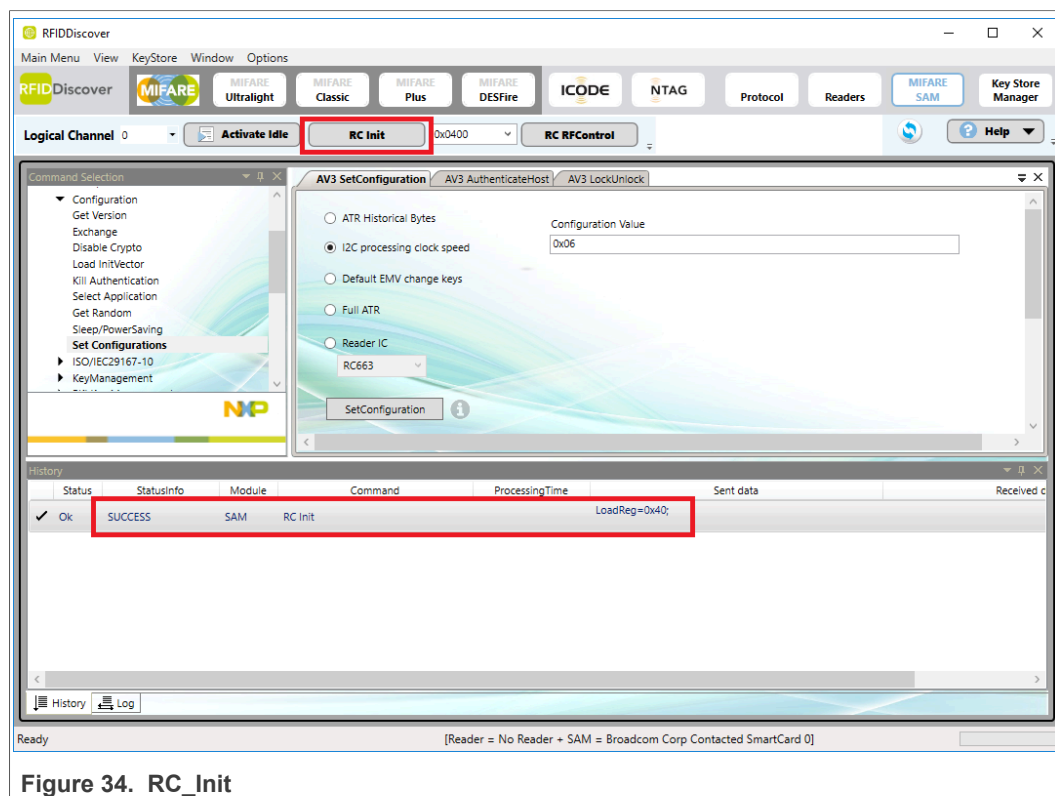 RFIDDiscover
Main Menu View KeyStore Window Options
RFIDDiscover MIFARE MIFARE Ultralight MIFARE Classic MIFARE Plus MIFARE DESFire ICODE NTAG Protocol Readers MIFARE SAM Key Store Manager
Logical Channel 0 Activate Idle RC Init 0x0400 RC RFControl Help
Command Selection
Configuration
Get Version
Exchange
Disable Crypto
Load InitVector
Kill Authentication
Select Application
Get Random
Sleep/PowerSaving
Set Configurations
ISO/IEC29167-10
KeyManagement
NXP
AV3 SetConfiguration AV3 AuthenticateHost AV3 LockUnlock
ATR Historical Bytes
Configuration Value
I2C processing clock speed
0x06
Default EMV change keys
Full ATR
Reader IC
RC663
SetConfiguration
History
Status StatusInfo Module Command ProcessingTime Sent data Received c
Ok SUCCESS SAM RC Init LoadReg=0x40;
History Log
Ready [Reader = No Reader + SAM = Broadcom Corp Contacted SmartCard 0]
Figure 34. RC_Init